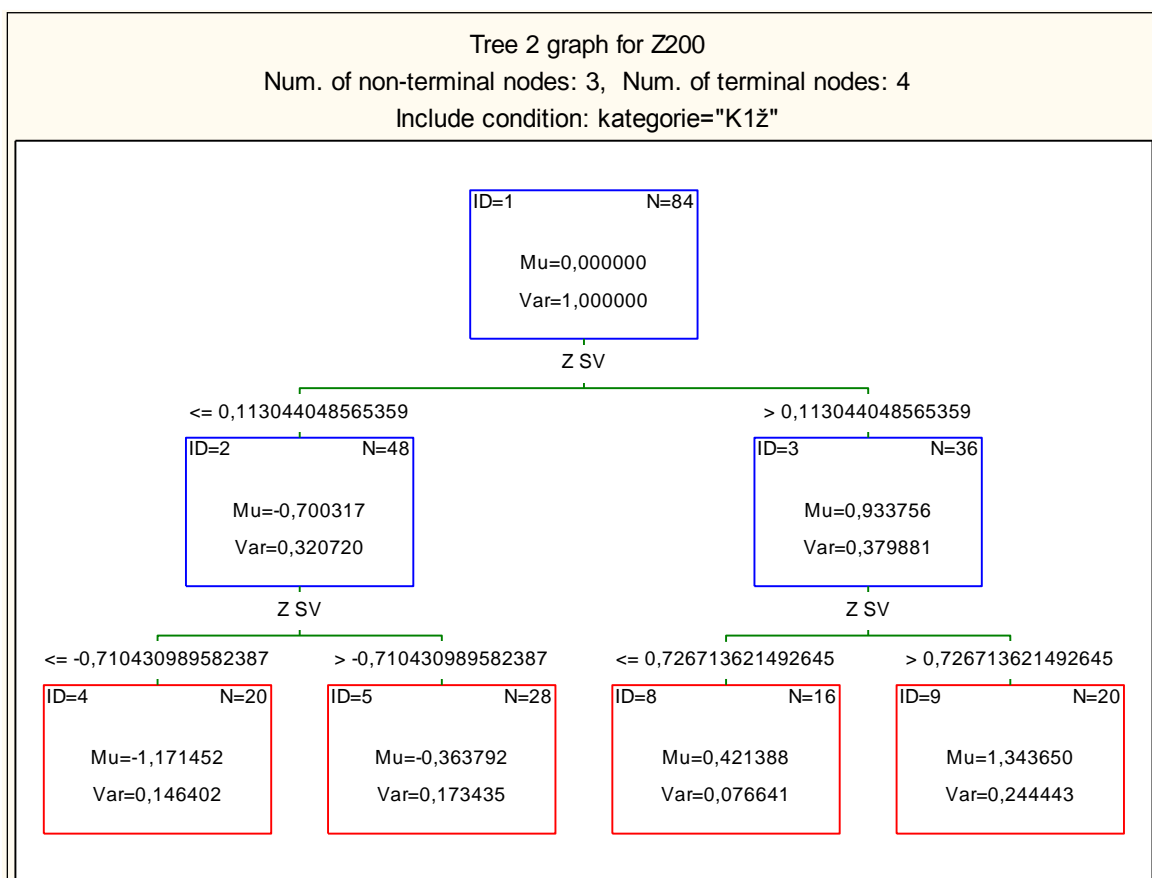 Tree 2 graph for Z200
Num. of non-terminal nodes: 3,  Num. of terminal nodes: 4
Include condition: kategorie="K1ž"
ID=1 N=84
Mu=0,000000
Var=1,000000
Z SV
<= 0,113044048565359 > 0,113044048565359
ID=2 N=48 ID=3 N=36
Mu=-0,700317 Mu=0,933756
Var=0,320720 Var=0,379881
Z SV Z SV
<= -0,710430989582387 > -0,710430989582387 <= 0,726713621492645 > 0,726713621492645
ID=4 N=20 ID=5 N=28 ID=8 N=16 ID=9 N=20
Mu=-1,171452 Mu=-0,363792 Mu=0,421388 Mu=1,343650
Var=0,146402 Var=0,173435 Var=0,076641 Var=0,244443